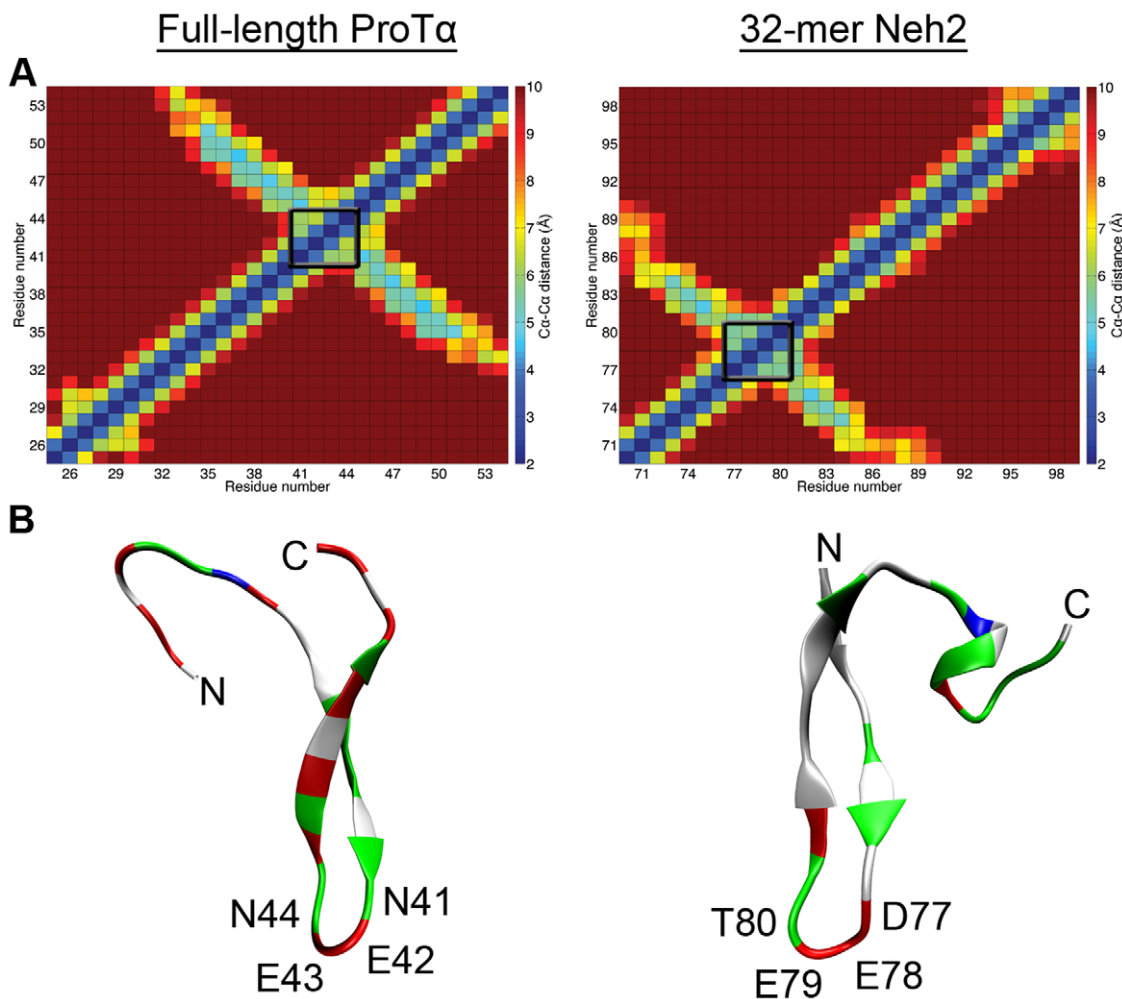 Full-length ProTα 32-mer Neh2
A
53
50
47
44
41
38
35
32
29
26
Residue number
26 29 32 35 38 41 44 47 50 53
Residue number
10
9
8
7
6
5
4
3
2
Cα-Cα distance (Å)
98
95
92
89
86
83
80
77
74
71
Residue number
71 74 77 80 83 86 89 92 95 98
Residue number
10
9
8
7
6
5
4
3
2
Cα-Cα distance (Å)
B
N
C
N44
N41
E43
E42
N
C
T80
D77
E79
E78